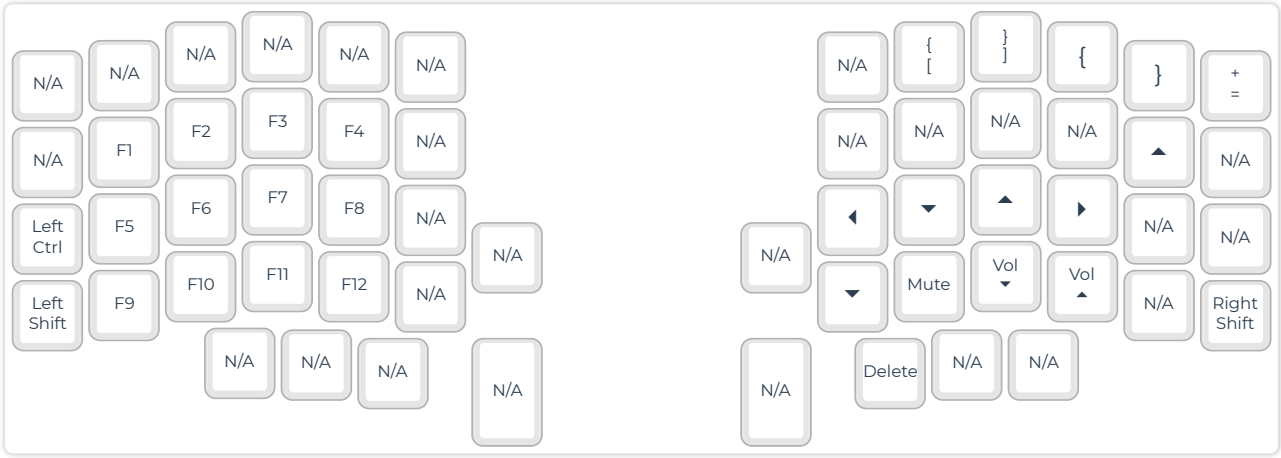 N/A N/A N/A N/A N/A N/A
N/A F1 F2 F3 F4 N/A
Left
Ctrl
F5 F6 F7 F8 N/A
Left
Shift
F9 F10 F11 F12 N/A
N/A
N/A N/A N/A
N/A
N/A
{
[
}
]
{
}
+
=
N/A N/A N/A N/A N/A
N/A N/A
N/A
Mute
Vol
Vol
N/A
Right
Shift
N/A
Delete
N/A N/A